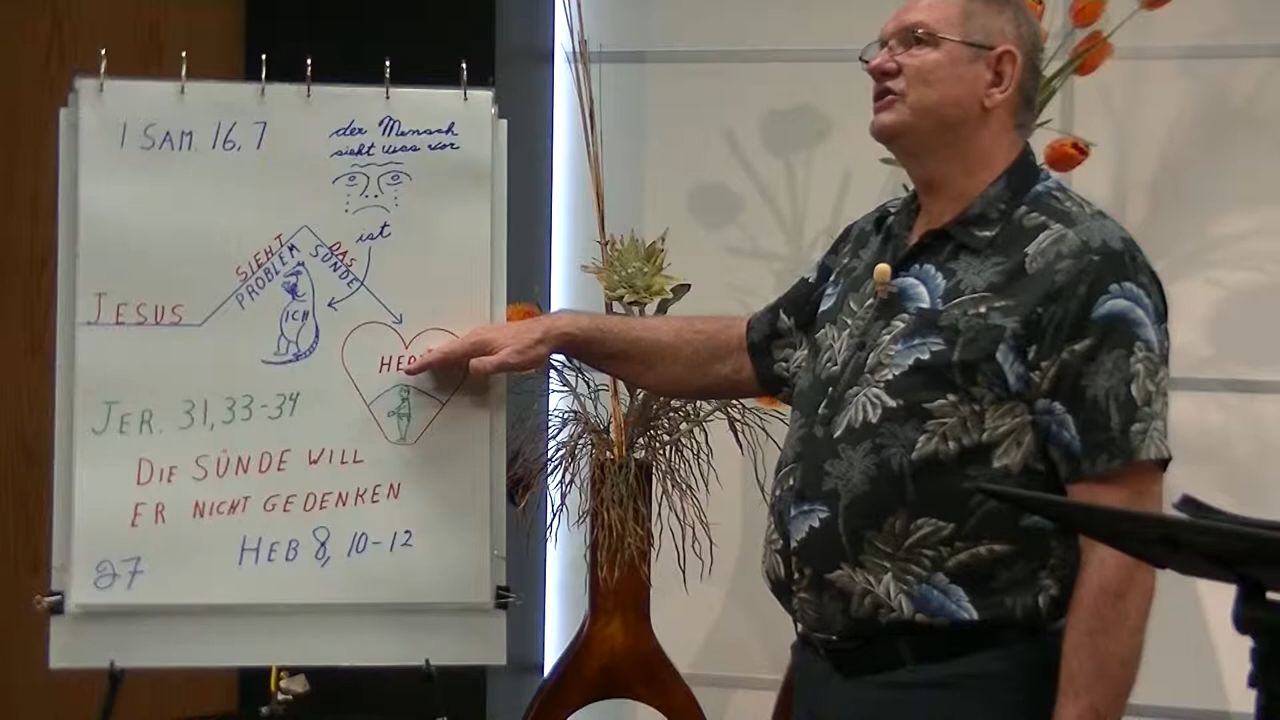 1 SAM. 16,7
der Mensch
sieht was vor
ist
SIEHT DAS
PROBLEM SÜNDE
JESUS
ICH
JER. 31,33-34
DIE SÜNDE WILL
ER NICHT GEDENKEN
HEB 8, 10-12
27